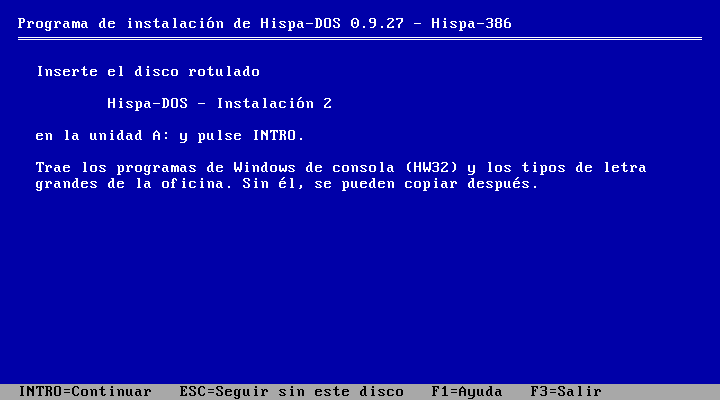 Programa de instalación de Hispa-DOS 0.9.27 - Hispa-386
Inserte el disco rotulado
Hispa-DOS - Instalación 2
en la unidad A: y pulse INTRO.
Trae los programas de Windows de consola (HW32) y los tipos de letra
grandes de la oficina. Sin él, se pueden copiar después.
INTRO=Continuar   ESC=Seguir sin este disco   F1=Ayuda   F3=Salir